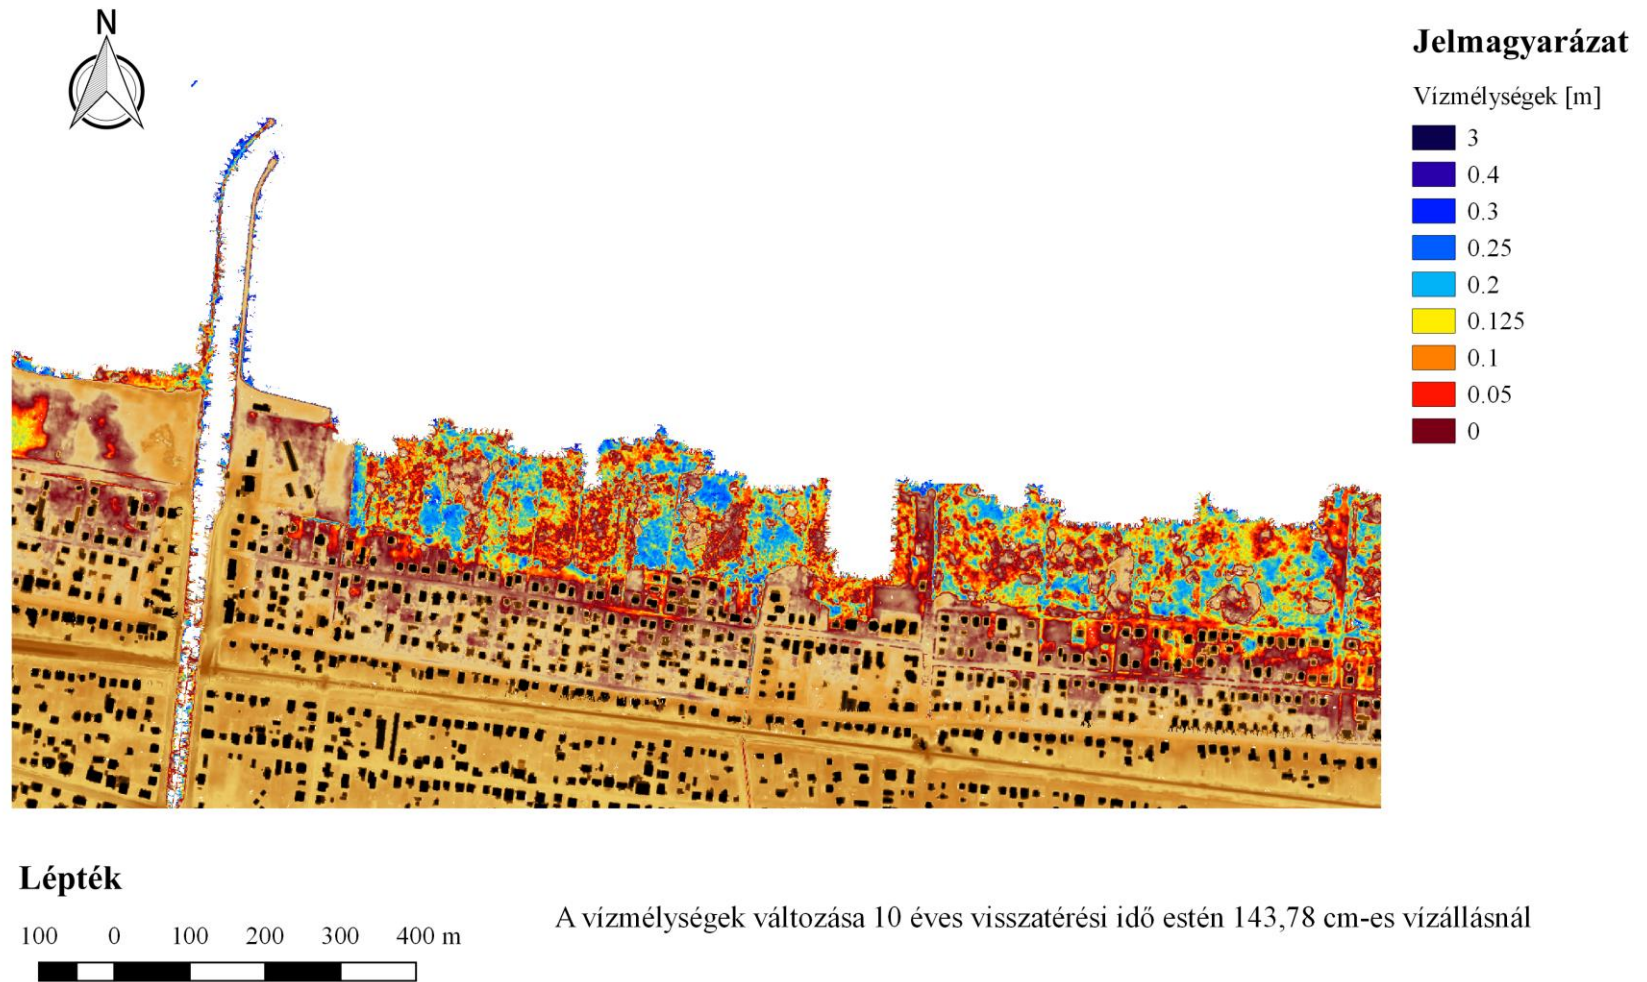 N
Jelmagyarázat
Vízmélységek [m]
3
0.4
0.3
0.25
0.2
0.125
0.1
0.05
0
Lépték
100 0 100 200 300 400 m
A vízmélységek változása 10 éves visszatérési idő estén 143,78 cm-es vízállásnál